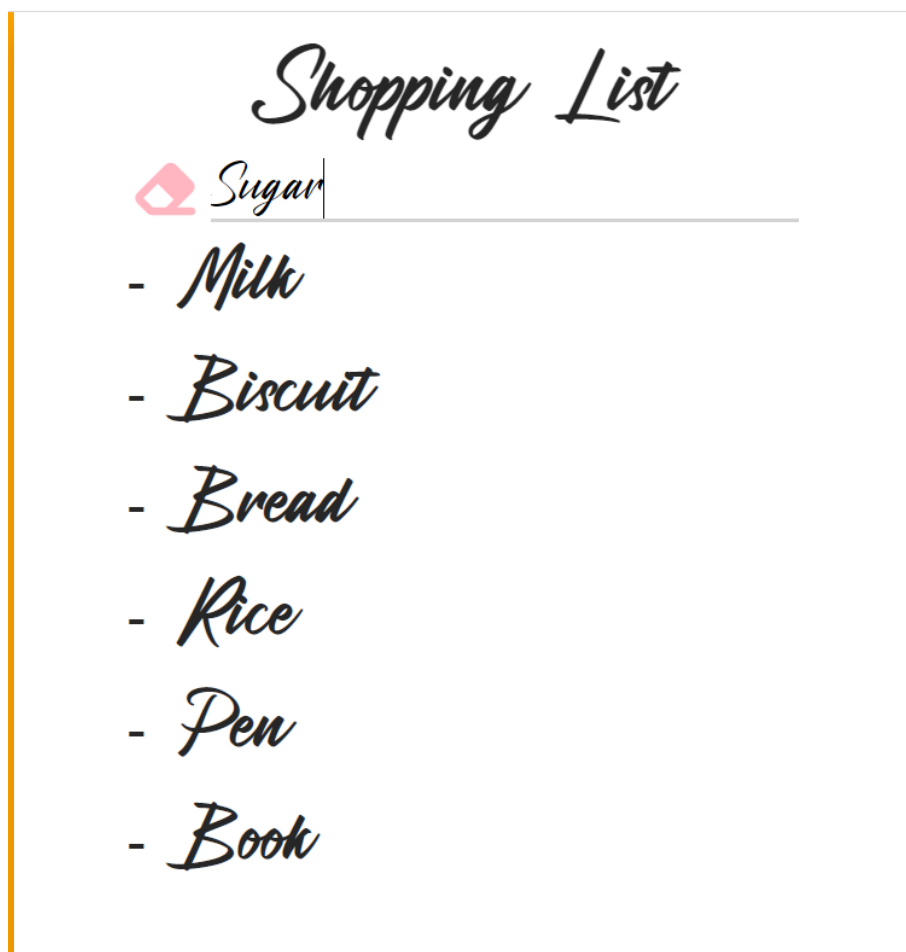 Shopping List
Sugar
- Milk
- Biscuit
- Bread
- Rice
- Pen
- Book